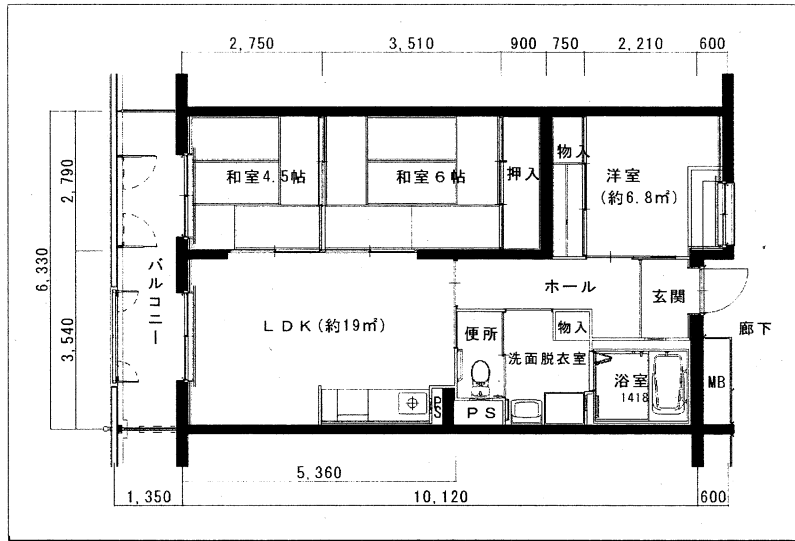 2,750 3,510 900 750 2,210 600
6,330
2,790
3,540
和室4.5帖
和室6帖
押入
物入
洋室
(約6.8㎡)
バルコニー
LDK(約19㎡)
ホール
玄関
廊下
便所
物入
洗面脱衣室
浴室
1418
MB
PS
PS
5,360
1,350 10,120 600